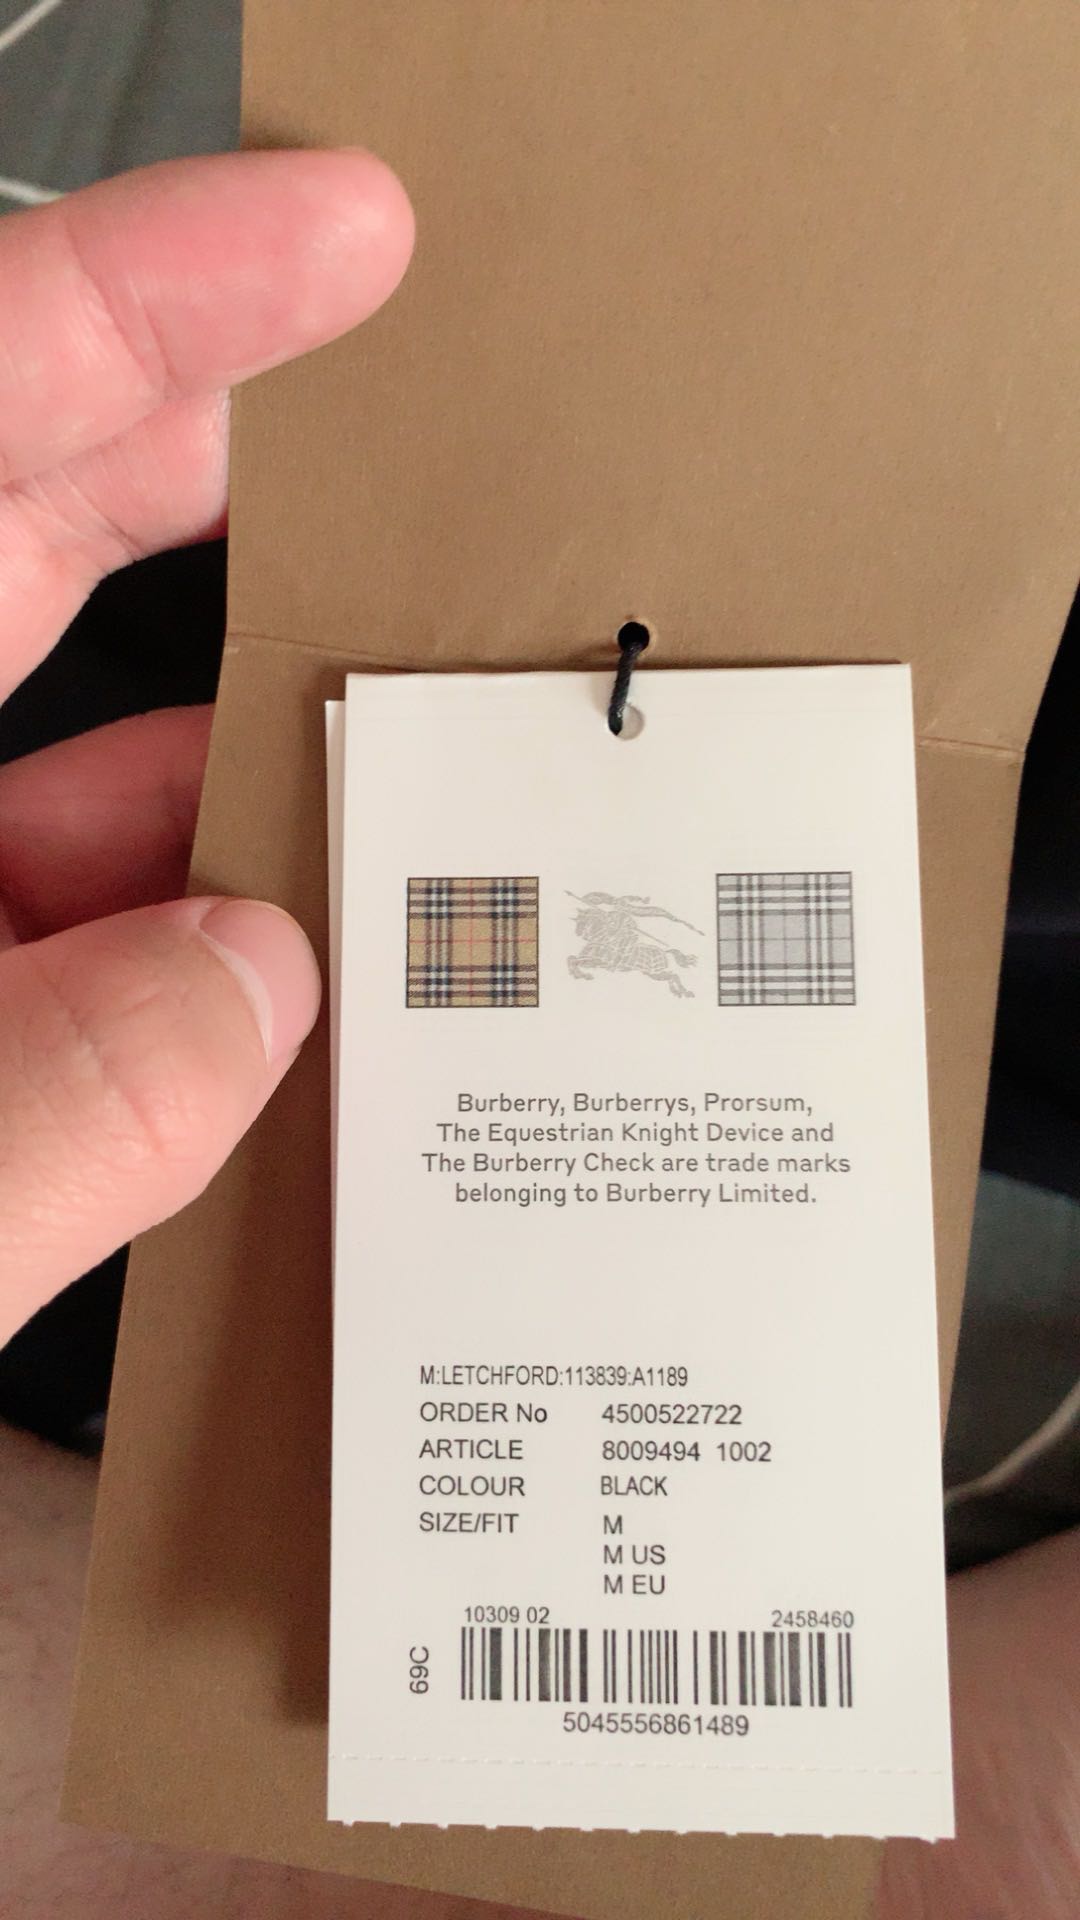 Burberry, Burberrys, Prorsum,
The Equestrian Knight Device and
The Burberry Check are trade marks
belonging to Burberry Limited.
M:LETCHFORD:113839:A1189
ORDER No 4500522722
ARTICLE 8009494 1002
COLOUR BLACK
SIZE/FIT M
M US
M EU
10309 02 2458460
69C
5045556861489